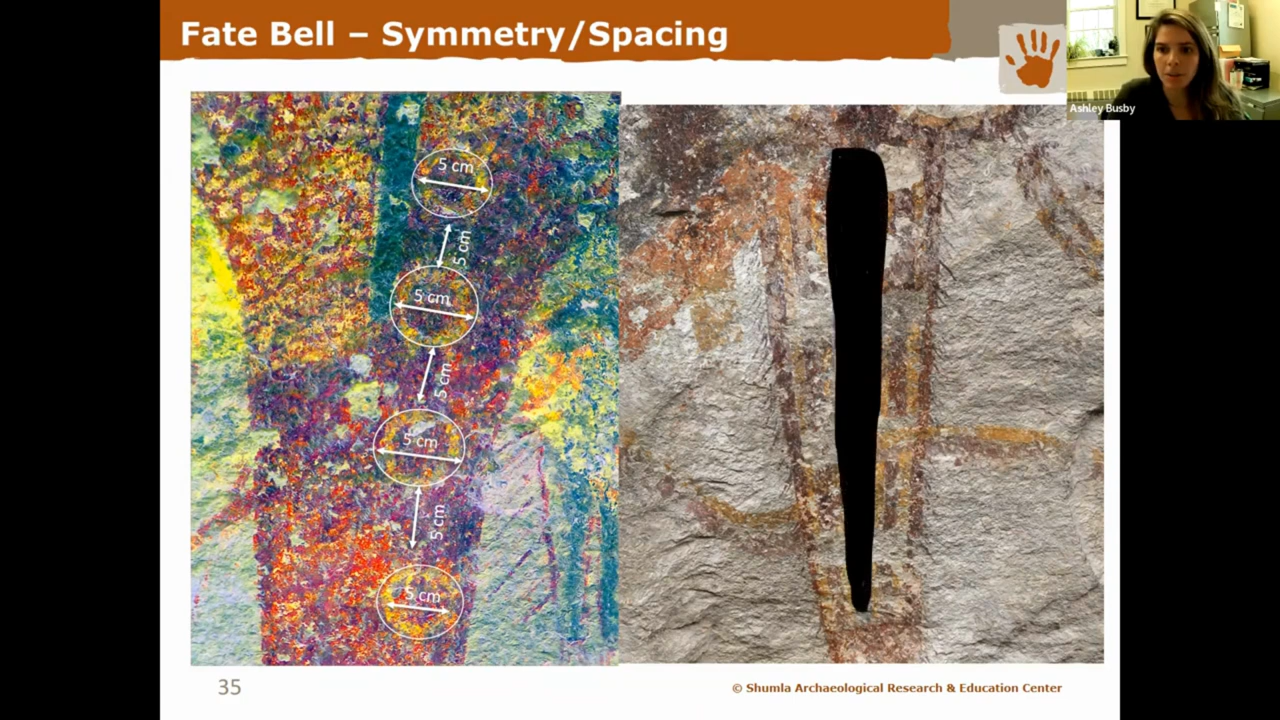 Fate Bell – Symmetry/Spacing
Ashley Busby
5 cm
5 cm
5 cm
5 cm
5 cm
5 cm
5 cm
35
© Shumla Archaeological Research & Education Center